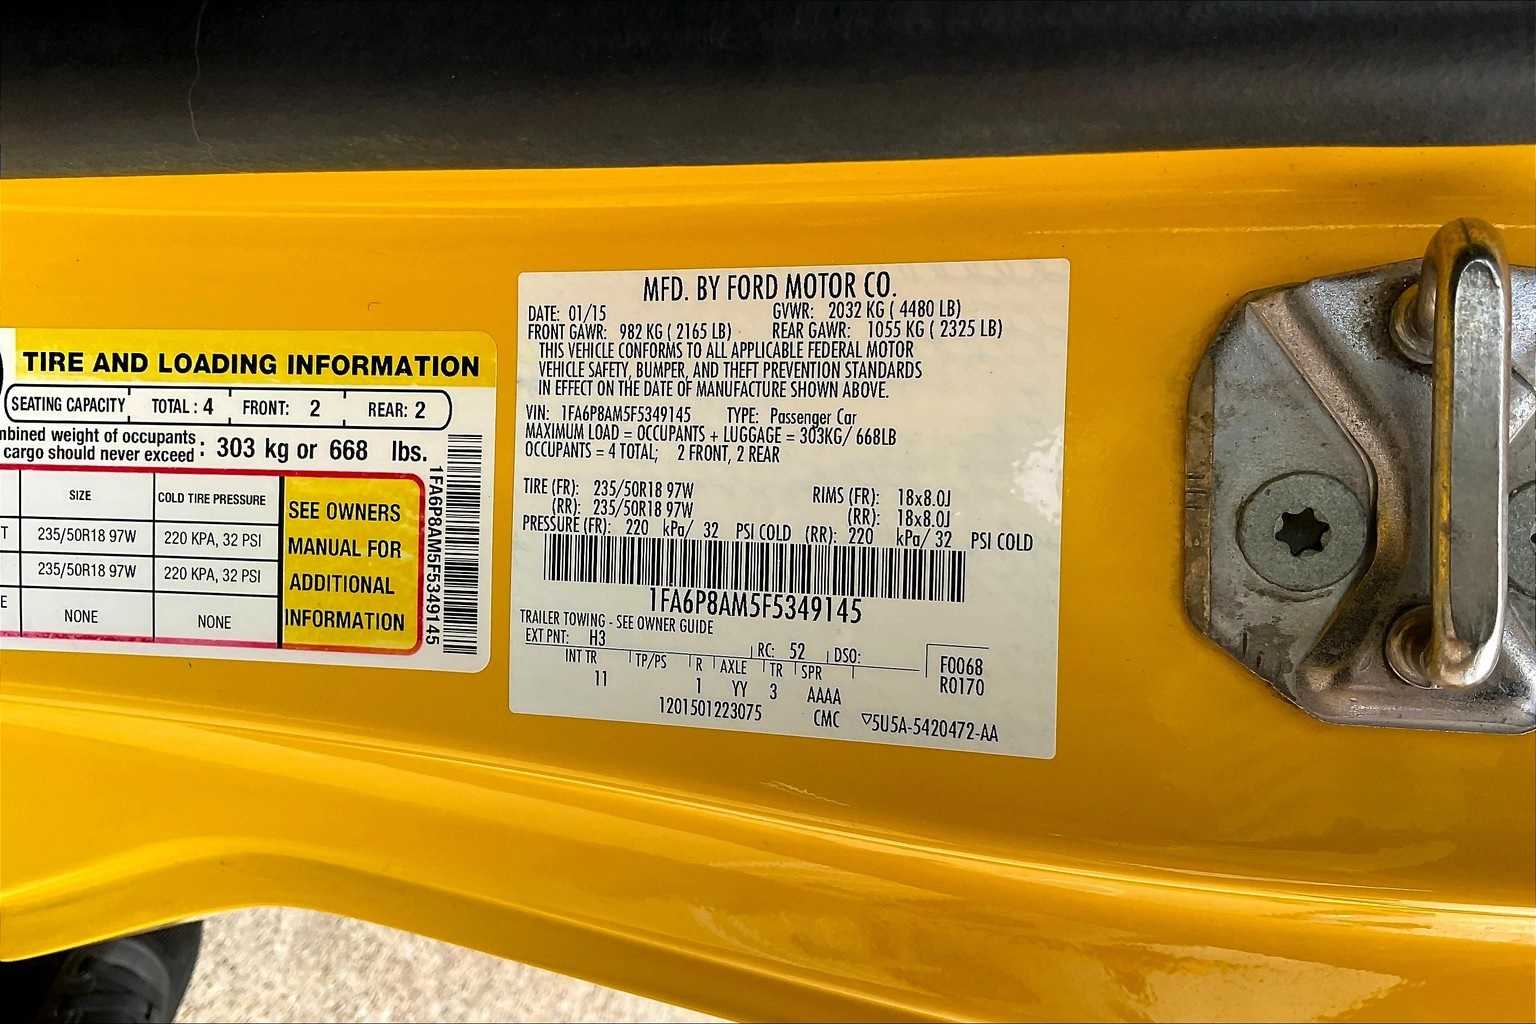 TIRE AND LOADING INFORMATION
SEATING CAPACITY TOTAL : 4 FRONT: 2 REAR: 2
mbined weight of occupants
cargo should never exceed : 303 kg or 668 lbs.
SIZE COLD TIRE PRESSURE
T 235/50R18 97W 220 KPA, 32 PSI
235/50R18 97W 220 KPA, 32 PSI
E NONE NONE
SEE OWNERS
MANUAL FOR
ADDITIONAL
INFORMATION
1FA6P8AM5F5349145
MFD. BY FORD MOTOR CO.
DATE: 01/15 GVWR: 2032 KG ( 4480 LB)
FRONT GAWR: 982 KG ( 2165 LB) REAR GAWR: 1055 KG ( 2325 LB)
THIS VEHICLE CONFORMS TO ALL APPLICABLE FEDERAL MOTOR
VEHICLE SAFETY, BUMPER, AND THEFT PREVENTION STANDARDS
IN EFFECT ON THE DATE OF MANUFACTURE SHOWN ABOVE.
VIN: 1FA6P8AM5F5349145 TYPE: Passenger Car
MAXIMUM LOAD = OCCUPANTS + LUGGAGE = 303KG/ 668LB
OCCUPANTS = 4 TOTAL; 2 FRONT, 2 REAR
TIRE (FR): 235/50R18 97W RIMS (FR): 18x8.0J
(RR): 235/50R18 97W (RR): 18x8.0J
PRESSURE (FR): 220 kPa/ 32 PSI COLD (RR): 220 kPa/ 32 PSI COLD
1FA6P8AM5F5349145
TRAILER TOWING - SEE OWNER GUIDE
EXT PNT: H3 RC: 52 DSO:
INT TR TP/PS R AXLE TR SPR
11 1 YY 3 AAAA
F0068
R0170
1201501223075 CMC ▽5U5A-5420472-AA